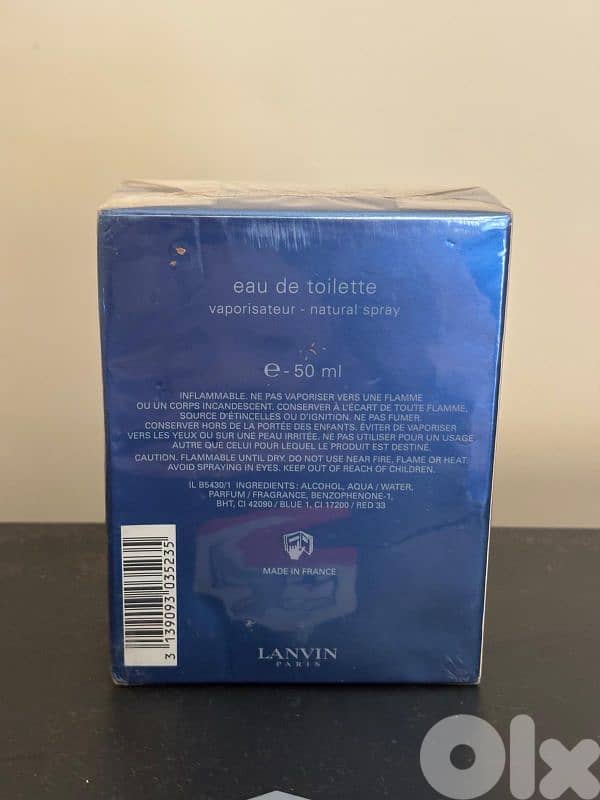 eau de toilette
vaporisateur - natural spray
℮ - 50 ml
INFLAMMABLE. NE PAS VAPORISER VERS UNE FLAMME
OU UN CORPS INCANDESCENT. CONSERVER À L'ÉCART DE TOUTE FLAMME,
SOURCE D'ÉTINCELLES OU D'IGNITION. NE PAS FUMER.
CONSERVER HORS DE LA PORTÉE DES ENFANTS. ÉVITER DE VAPORISER
VERS LES YEUX OU SUR UNE PEAU IRRITÉE. NE PAS UTILISER POUR UN USAGE
AUTRE QUE CELUI POUR LEQUEL LE PRODUIT EST DESTINÉ.
CAUTION. FLAMMABLE UNTIL DRY. DO NOT USE NEAR FIRE, FLAME OR HEAT.
AVOID SPRAYING IN EYES. KEEP OUT OF REACH OF CHILDREN.
IL B5430/1 INGREDIENTS: ALCOHOL, AQUA / WATER,
PARFUM / FRAGRANCE, BENZOPHENONE-1,
BHT, CI 42090 / BLUE 1, CI 17200 / RED 33
MADE IN FRANCE
3 139093 035235
LANVIN
PARIS
Olx